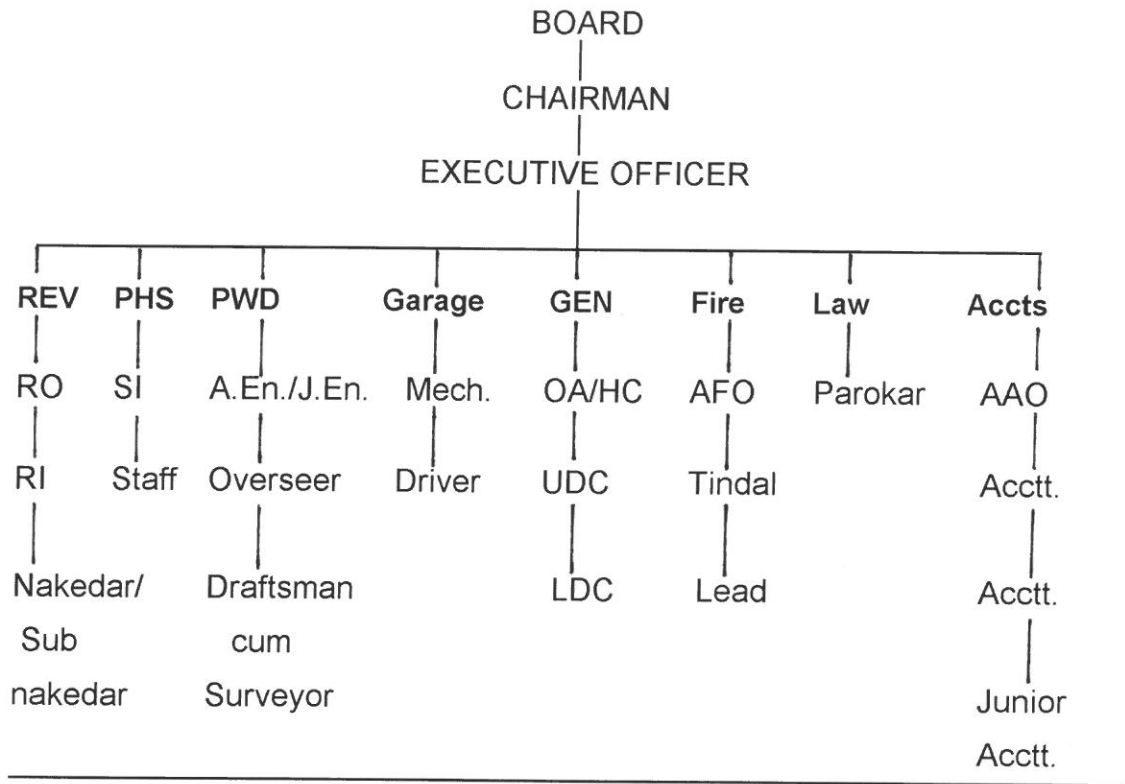 BOARD
CHAIRMAN
EXECUTIVE OFFICER
REV PHS PWD Garage GEN Fire Law Accts
RO SI A.En./J.En. Mech. OA/HC AFO Parokar AAO
RI Staff Overseer Driver UDC Tindal Acctt.
Nakedar/ Draftsman LDC Lead Acctt.
Sub cum
nakedar Surveyor Junior
Acctt.